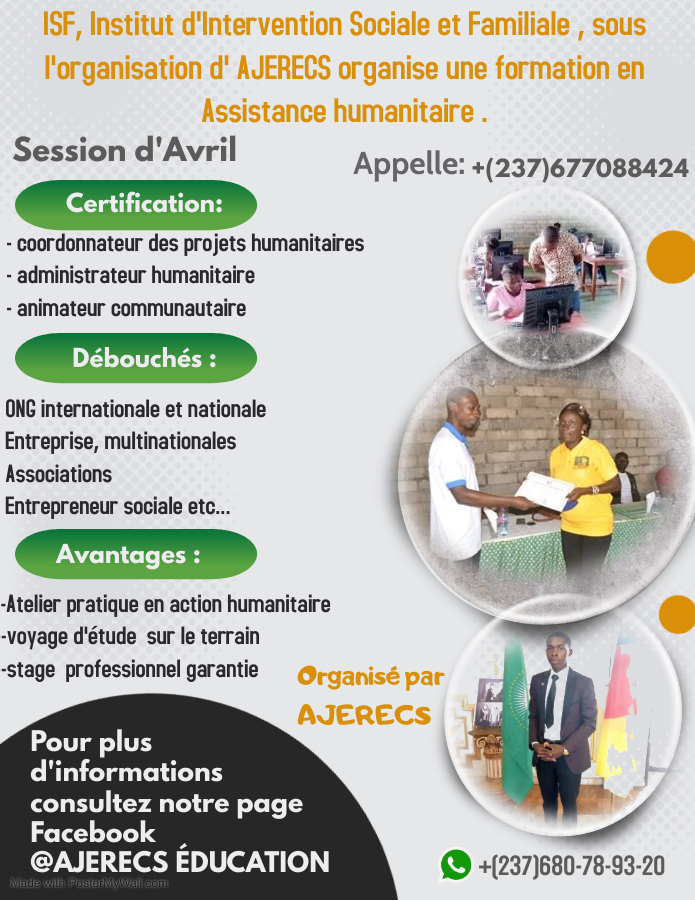 ISF, Institut d'Intervention Sociale et Familiale , sous
l'organisation d' AJERECS organise une formation en
Assistance humanitaire .
Session d'Avril
Appelle: +(237)677088424
Certification:
- coordonnateur des projets humanitaires
- administrateur humanitaire
- animateur communautaire
Débouchés :
ONG internationale et nationale
Entreprise, multinationales
Associations
Entrepreneur sociale etc...
Avantages :
-Atelier pratique en action humanitaire
-voyage d'étude sur le terrain
-stage professionnel garantie
Organisé par
AJERECS
Pour plus
d'informations
consultez notre page
Facebook
@AJERECS ÉDUCATION
+(237)680-78-93-20
Made with PosterMyWall.com